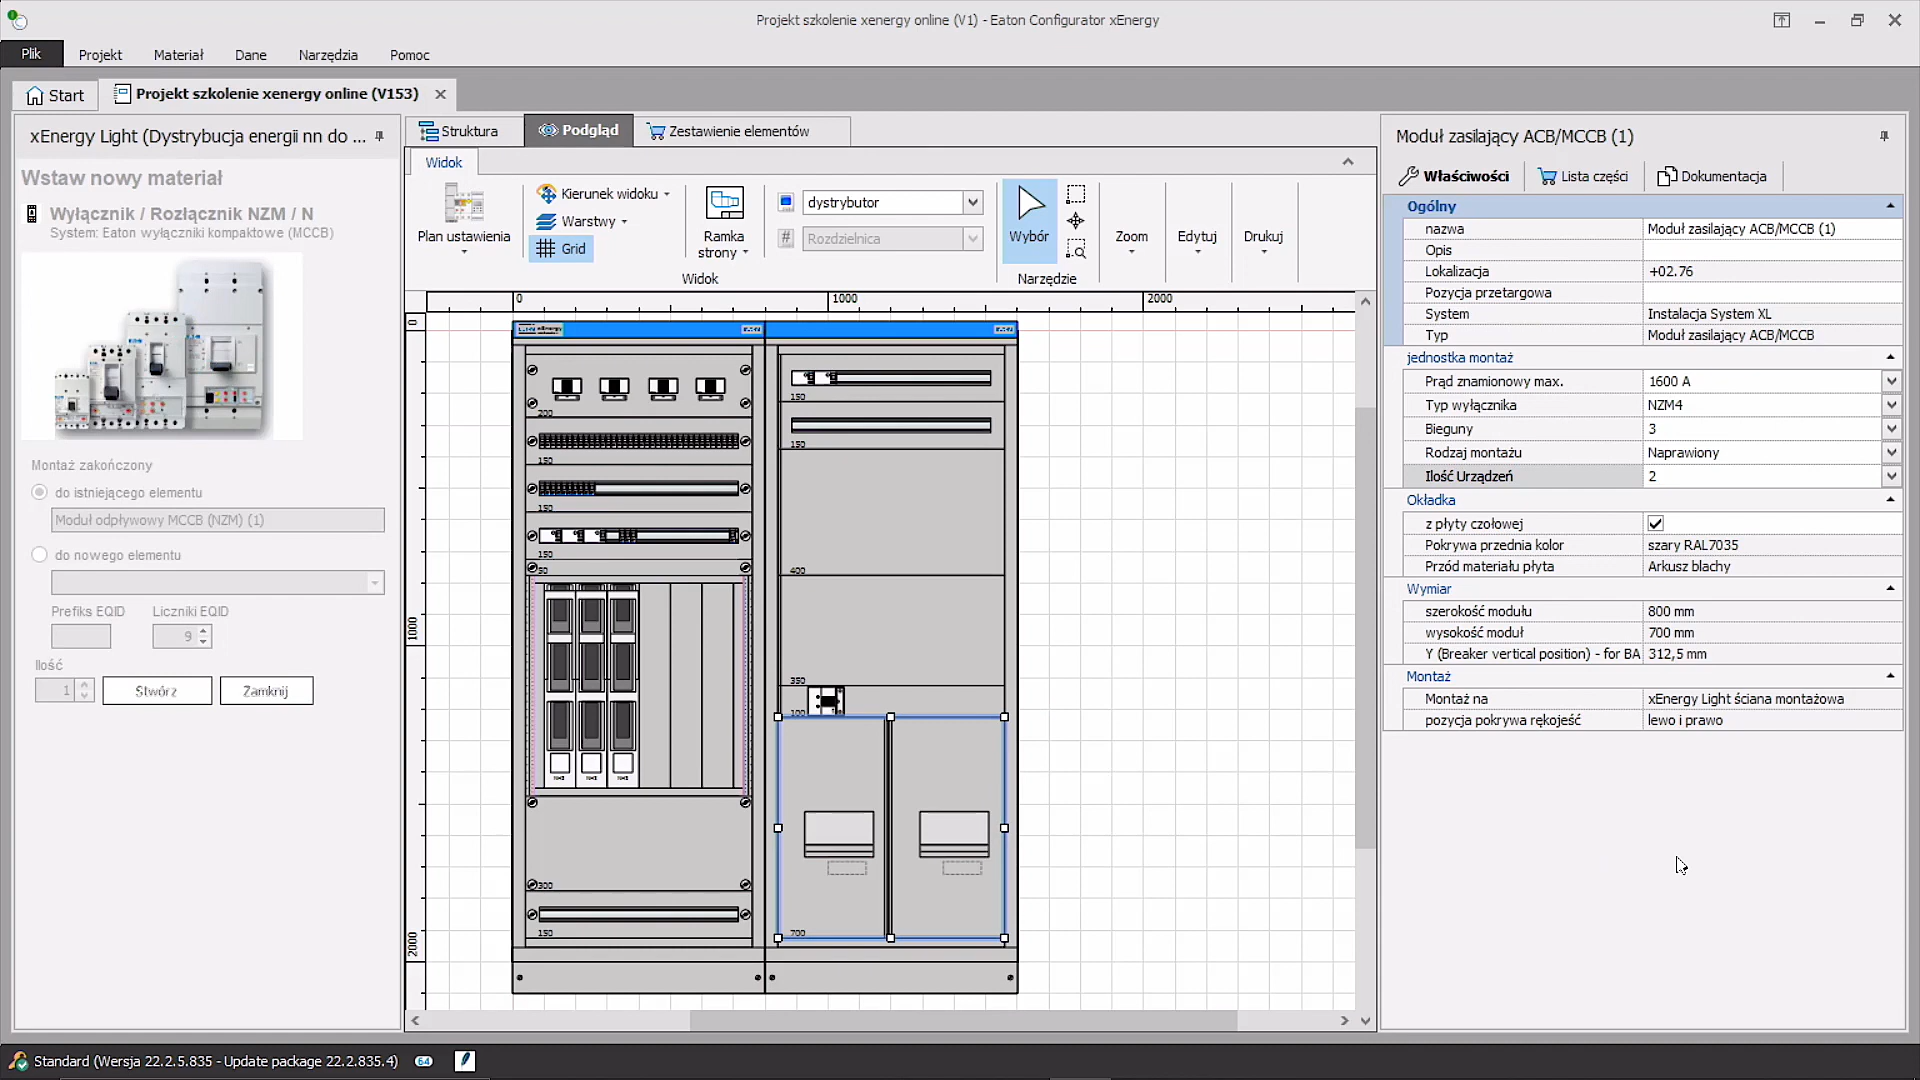 Projekt szkolenie xenergy online (V1) - Eaton Configurator xEnergy
Plik
Projekt
Materiał
Dane
Narzędzia
Pomoc
Start
Projekt szkolenie xenergy online (V153)
xEnergy Light (Dystrybucja energii nn do ...
Wstaw nowy materiał
Wyłącznik / Rozłącznik NZM / N
System: Eaton wyłączniki kompaktowe (MCCB)
Montaż zakończony
do istniejącego elementu
Moduł odpływowy MCCB (NZM) (1)
do nowego elementu
Prefiks EQID
Liczniki EQID
9
Ilość
1
Stwórz
Zamknij
Struktura
Podgląd
Zestawienie elementów
Widok
Plan ustawienia
Kierunek widoku
Warstwy
Grid
Ramka
strony
Widok
dystrybutor
#
Rozdzielnica
Wybór
Narzędzie
Zoom
Edytuj
Drukuj
0
1000
2000
0
1000
2000
200
150
150
150
50
300
150
150
150
400
350
100
700
Moduł zasilający ACB/MCCB (1)
Właściwości
Lista części
Dokumentacja
Ogólny
nazwa
Moduł zasilający ACB/MCCB (1)
Opis
Lokalizacja
+02.76
Pozycja przetargowa
System
Instalacja System XL
Typ
Moduł zasilający ACB/MCCB
jednostka montaż
Prąd znamionowy max.
1600 A
Typ wyłącznika
NZM4
Bieguny
3
Rodzaj montażu
Naprawiony
Ilość Urządzeń
2
Okładka
z płyty czołowej
Pokrywa przednia kolor
szary RAL7035
Przód materiału płyta
Arkusz blachy
Wymiar
szerokość modułu
800 mm
wysokość moduł
700 mm
Y (Breaker vertical position) - for BA
312,5 mm
Montaż
Montaż na
xEnergy Light ściana montażowa
pozycja pokrywa rękojeść
lewo i prawo
Standard (Wersja 22.2.5.835 - Update package 22.2.835.4)
64